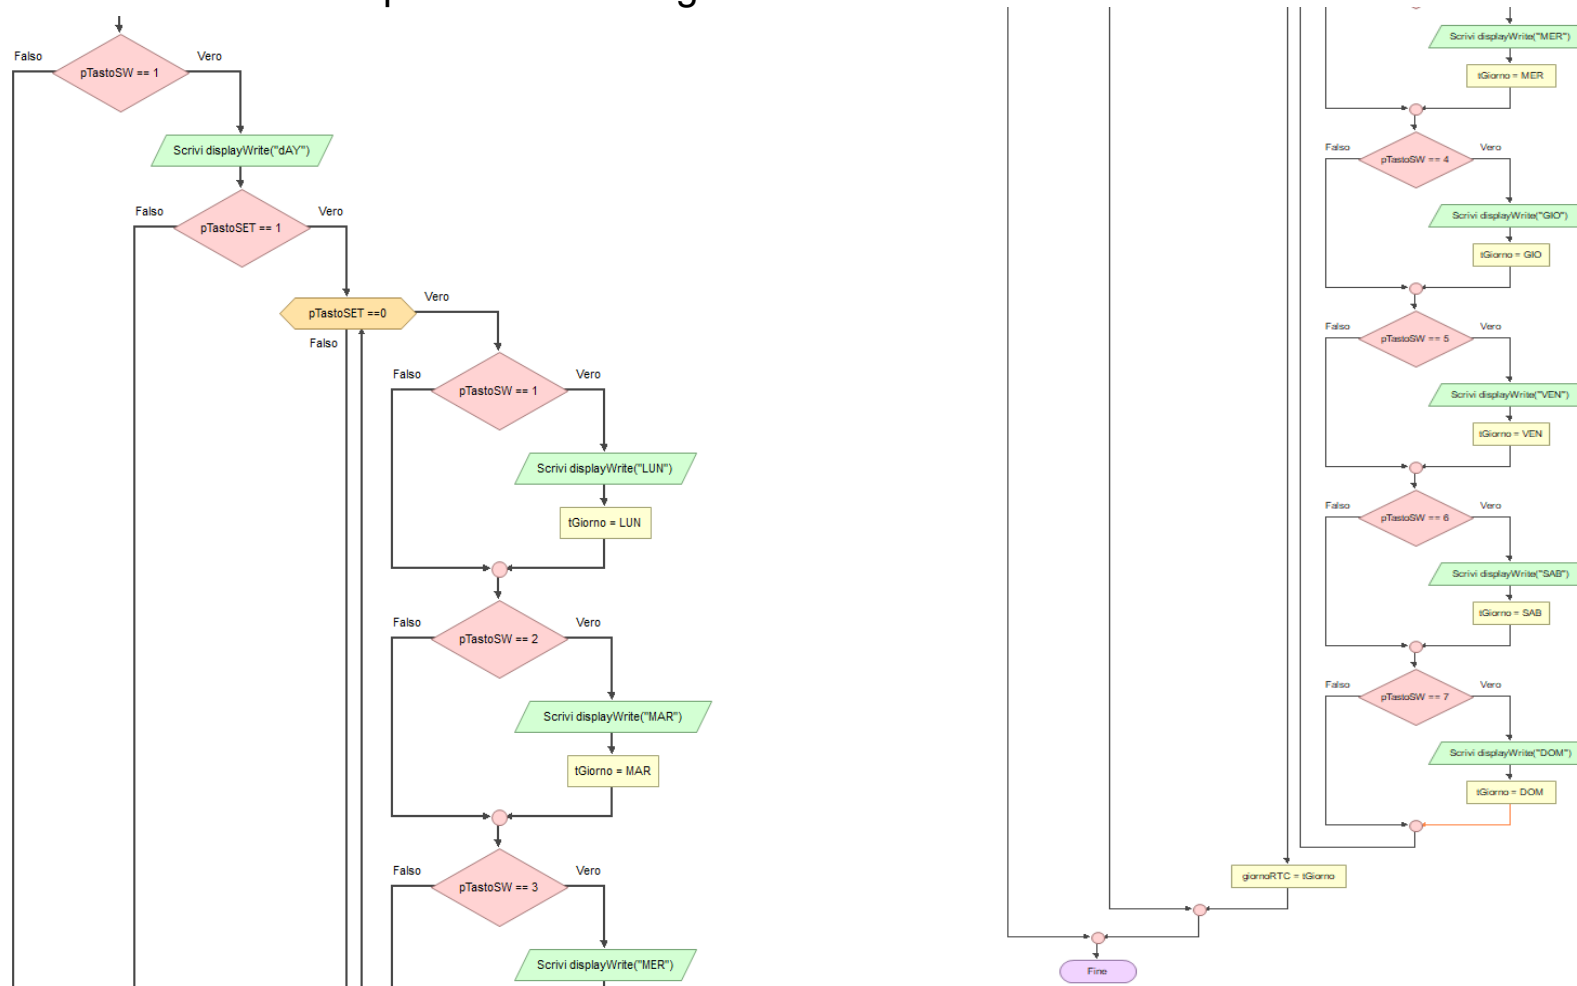 Falso
Vero
pTastoSW == 1
Scrivi displayWrite("dAY")
Falso
Vero
pTastoSET == 1
pTastoSET ==0
Vero
Falso
Falso
Vero
pTastoSW == 1
Scrivi displayWrite("LUN")
tGiorno = LUN
Falso
Vero
pTastoSW == 2
Scrivi displayWrite("MAR")
tGiorno = MAR
Falso
Vero
pTastoSW == 3
Scrivi displayWrite("MER")
Scrivi displayWrite("MER")
tGiorno = MER
Falso
Vero
pTastoSW == 4
Scrivi displayWrite("GIO")
tGiorno = GIO
Falso
Vero
pTastoSW == 5
Scrivi displayWrite("VEN")
tGiorno = VEN
Falso
Vero
pTastoSW == 6
Scrivi displayWrite("SAB")
tGiorno = SAB
Falso
Vero
pTastoSW == 7
Scrivi displayWrite("DOM")
tGiorno = DOM
giornoRTC = tGiorno
Fine